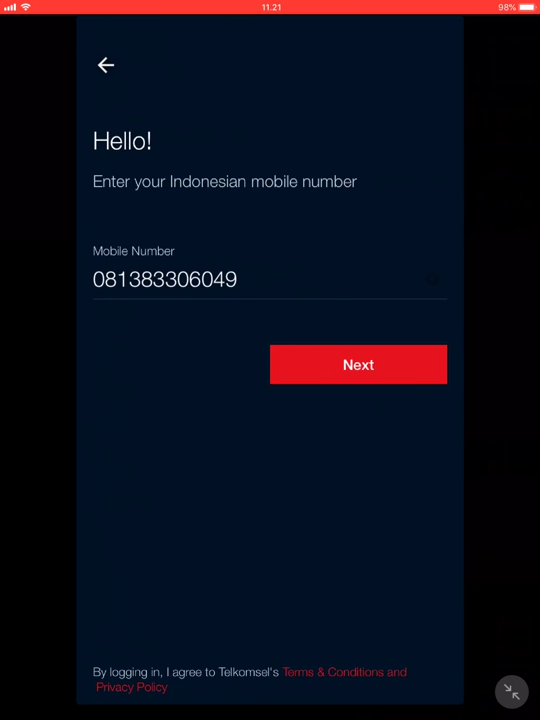 11.21
98%
Hello!
Enter your Indonesian mobile number
Mobile Number
081383306049
Next
By logging in, I agree to Telkomsel's Terms & Conditions and
Privacy Policy